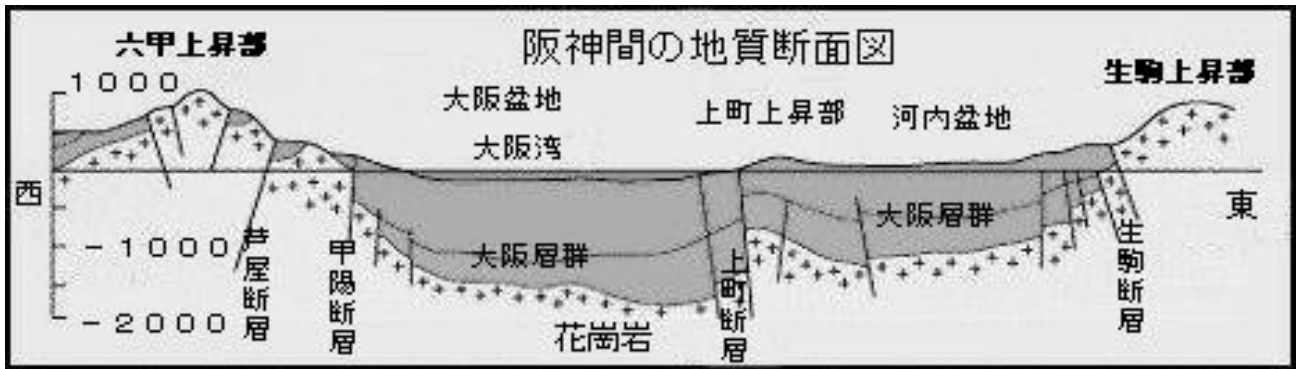 阪神間の地質断面図
六甲上昇部
生駒上昇部
1000
大阪盆地
上町上昇部
河内盆地
大阪湾
西
東
大阪層群
大阪層群
-1000
-2000
芦屋断層
甲陽断層
上町断層
生駒断層
花崗岩